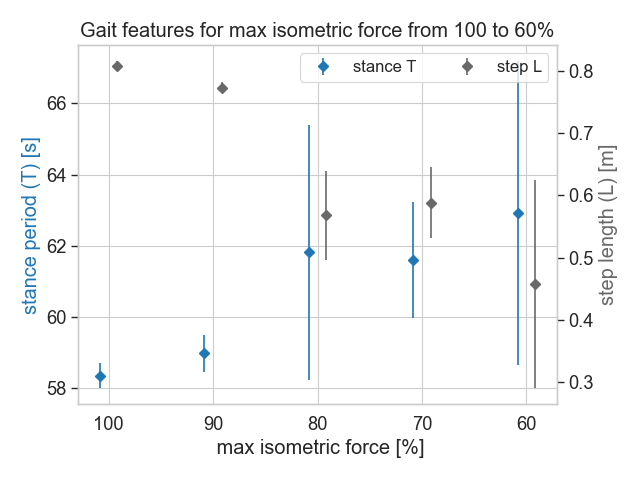 Gait features for max isometric force from 100 to 60%
stance T
step L
66
64
62
60
58
0.8
0.7
0.6
0.5
0.4
0.3
stance period (T) [s]
step length (L) [m]
100
90
80
70
60
max isometric force [%]